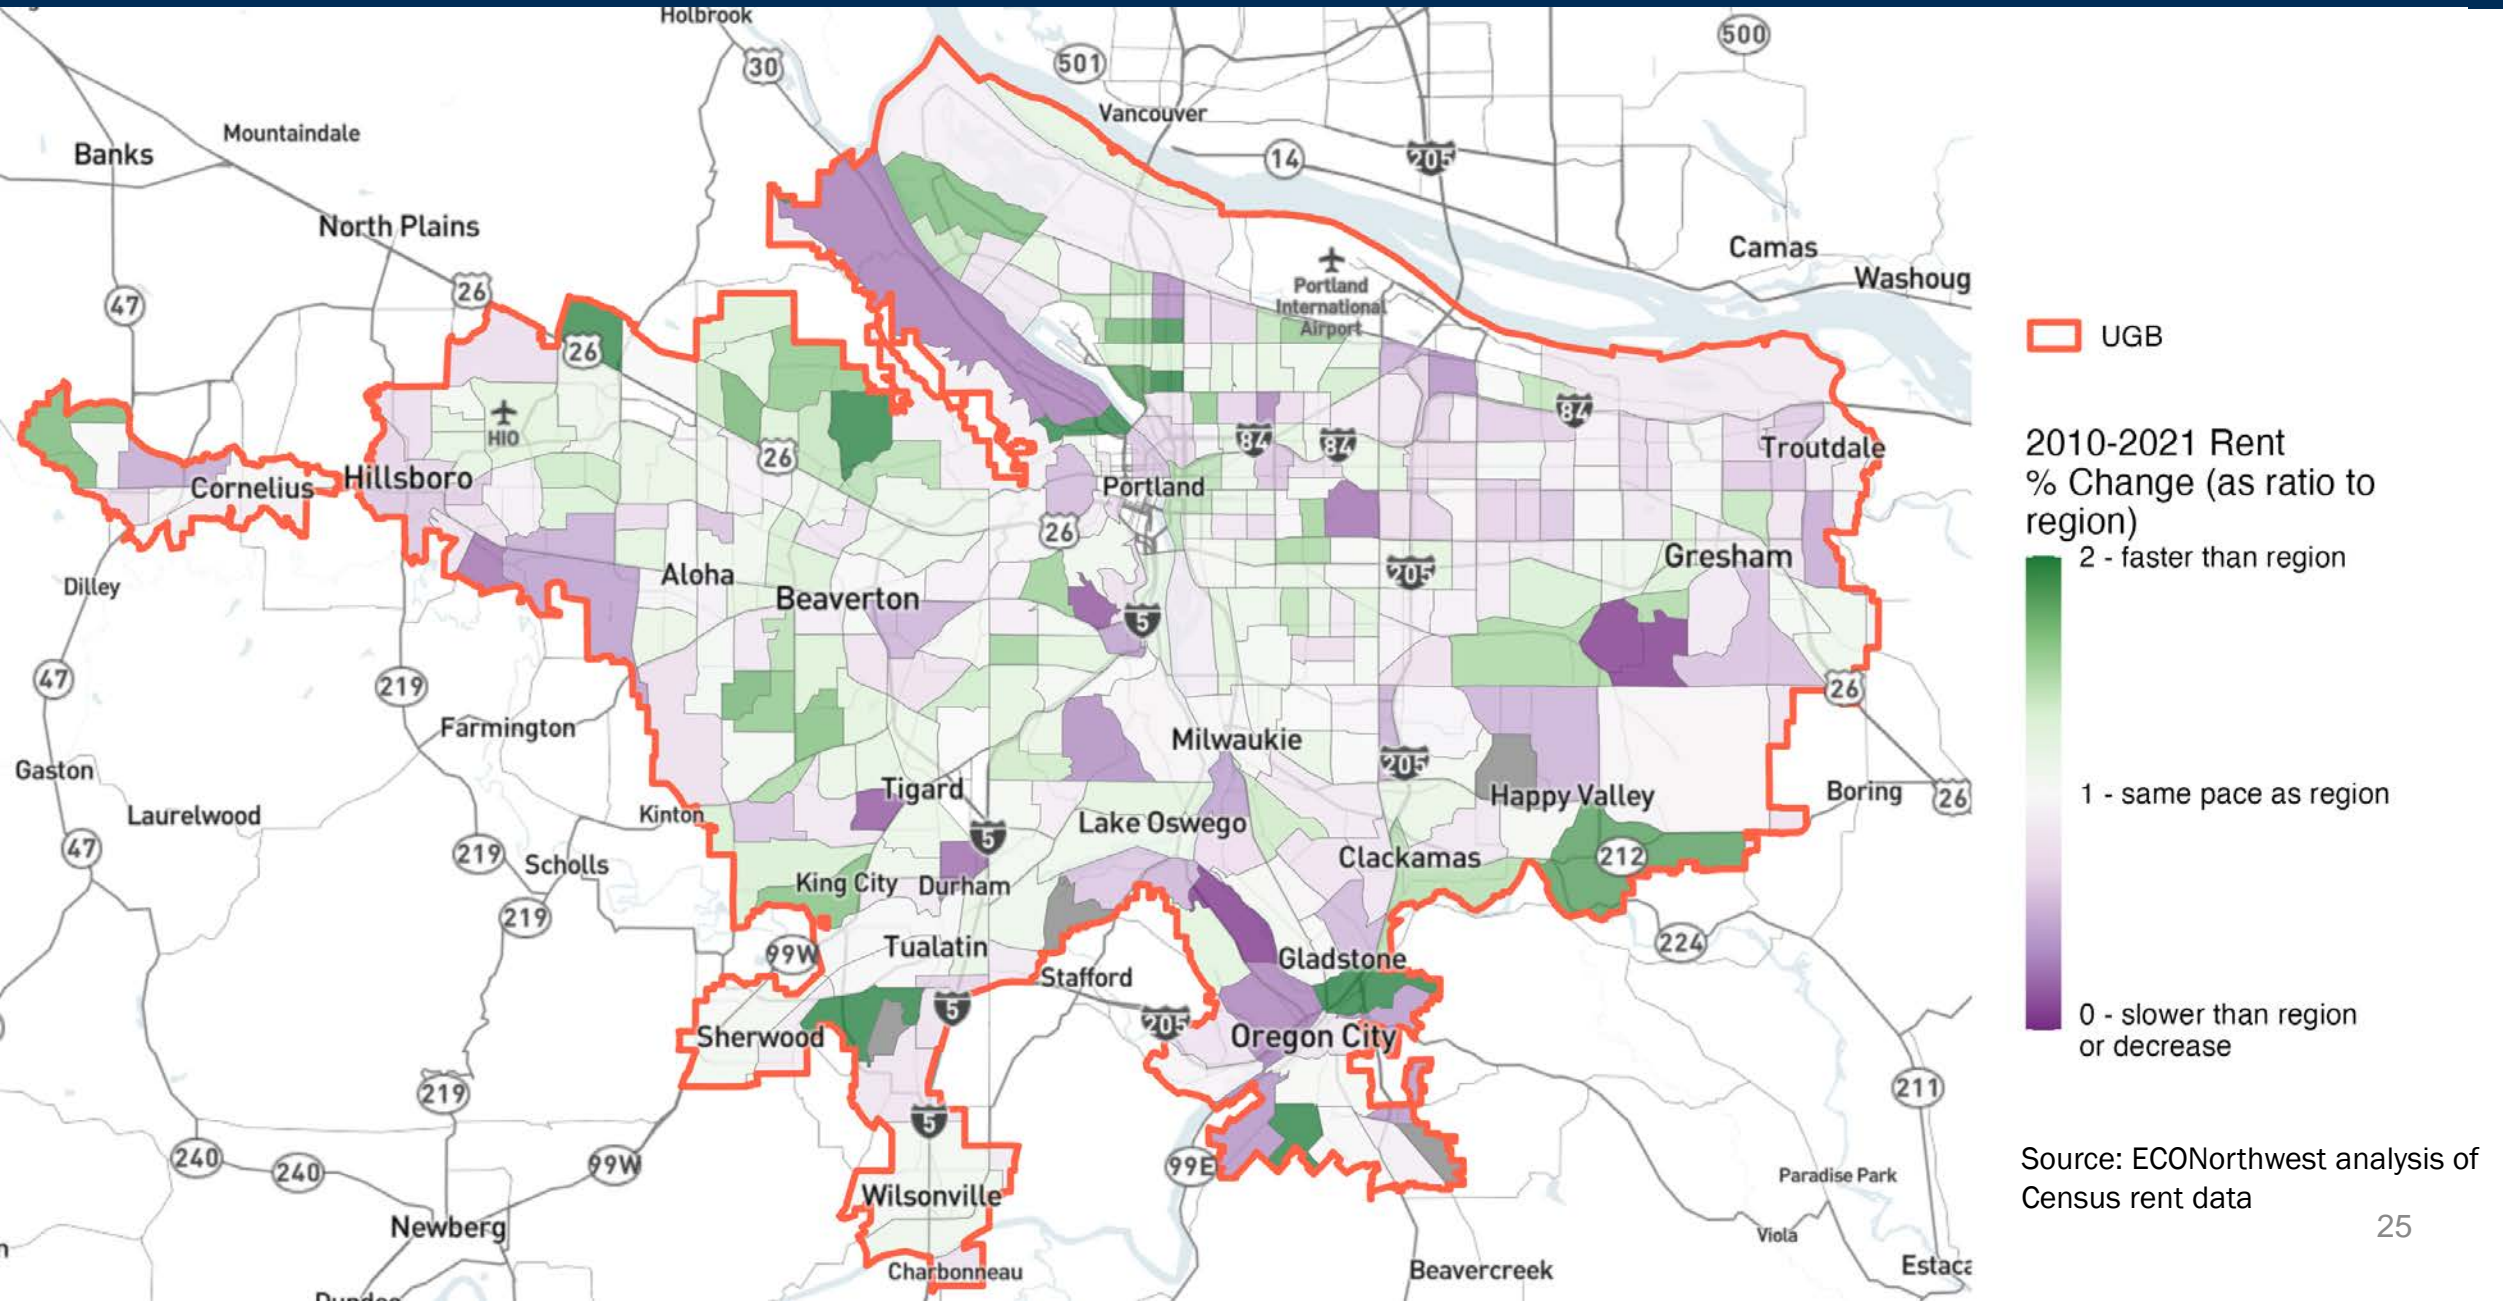 Holbrook
30
501
500
Vancouver
Mountaindale
Banks
14
205
North Plains
Camas
Washoug
26
47
Portland
International
Airport
26
UGB
HIO
84
26
84
84
Troutdale
2010-2021 Rent
% Change (as ratio to
region)
Cornelius
Hillsboro
Portland
26
Gresham
2 - faster than region
Dilley
Aloha
Beaverton
205
5
47
219
26
Farmington
Milwaukie
205
Gaston
Tigard
Happy Valley
Boring
26
1 - same pace as region
Laurelwood
Kinton
Lake Oswego
5
47
219
Scholls
Clackamas
212
King City
Durham
219
99W
Tualatin
Gladstone
224
Stafford
5
205
Sherwood
Oregon City
0 - slower than region
or decrease
219
5
211
240
240
99W
99E
Wilsonville
Paradise Park
Source: ECONorthwest analysis of
Census rent data
Newberg
Viola
25
Charbonneau
Beavercreek
Estaca